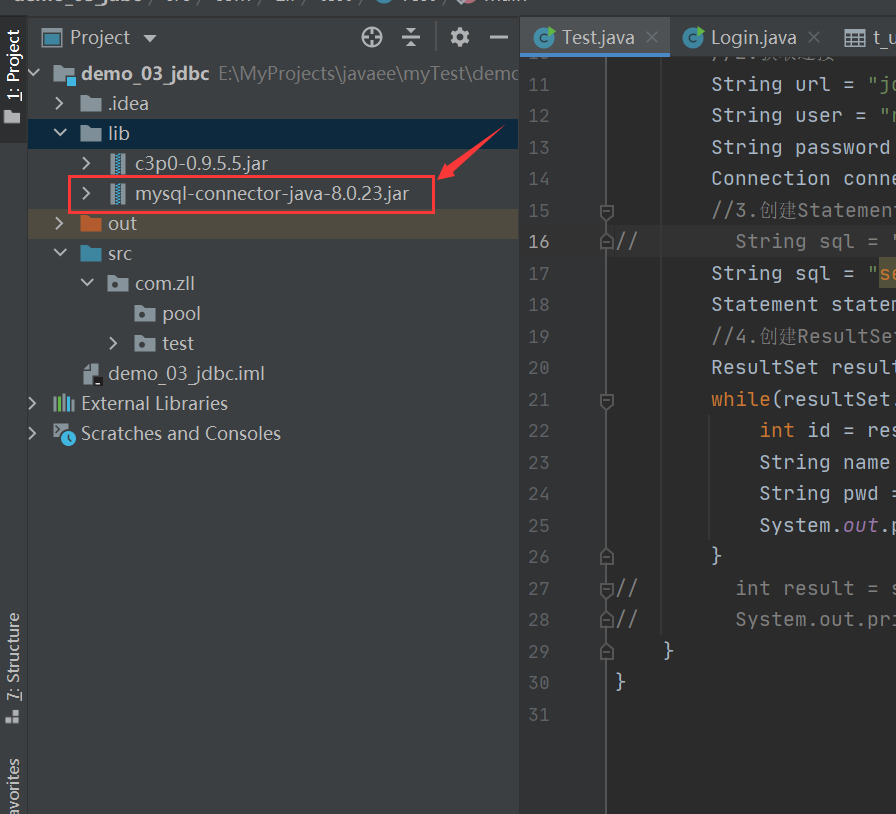 Project
demo_03_jdbc E:\MyProjects\javaee\myTest\demo
.idea
lib
c3p0-0.9.5.5.jar
mysql-connector-java-8.0.23.jar
out
src
com.zll
pool
test
demo_03_jdbc.iml
External Libraries
Scratches and Consoles
1: Project
7: Structure
Test.java
Login.java
11 String url = "jd
12 String user = "r
13 String password
14 Connection conne
15 //3.创建Statement
16 // String sql = "
17 String sql = "se
18 Statement statem
19 //4.创建ResultSet
20 ResultSet result
21 while(resultSet.
22 int id = res
23 String name
24 String pwd =
25 System.out.p
26 }
27 // int result = s
28 // System.out.pri
29 }
30 }
31